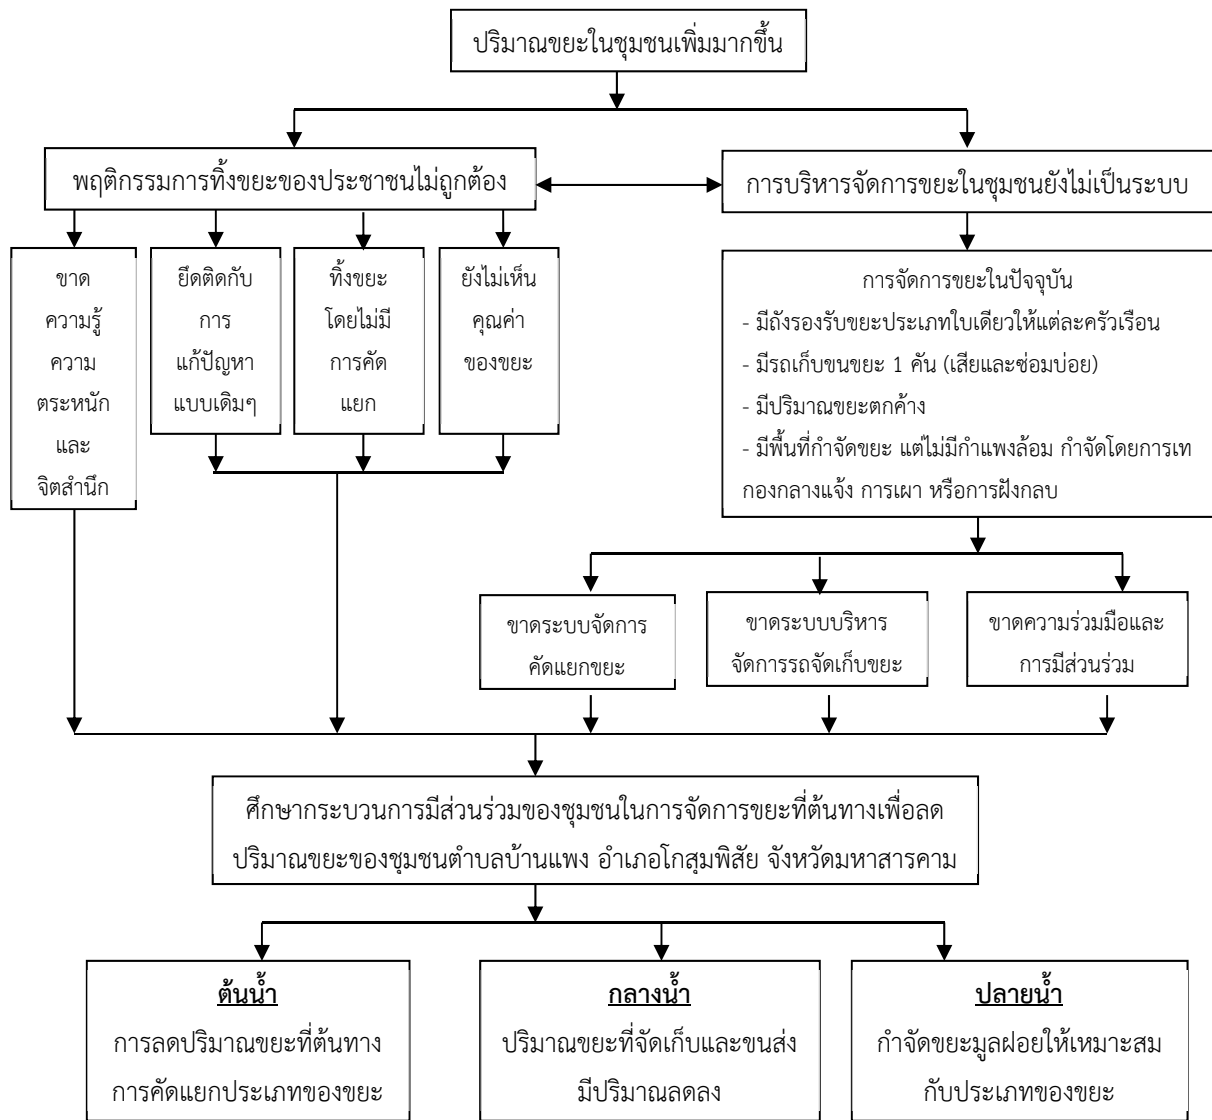 ปริมาณขยะในชุมชนเพิ่มมากขึ้น
พฤติกรรมการทิ้งขยะของประชาชนไม่ถูกต้อง
การบริหารจัดการขยะในชุมชนยังไม่เป็นระบบ
ขาด
ความรู้
ความ
ตระหนัก
และ
จิตสำนึก
ยึดติดกับ
การ
แก้ปัญหา
แบบเดิมๆ
ทิ้งขยะ
โดยไม่มี
การคัด
แยก
ยังไม่เห็น
คุณค่า
ของขยะ
การจัดการขยะในปัจจุบัน
- มีถังรองรับขยะประเภทใบเดียวให้แต่ละครัวเรือน
- มีรถเก็บขนขยะ 1 คัน (เสียและซ่อมบ่อย)
- มีปริมาณขยะตกค้าง
- มีพื้นที่กำจัดขยะ แต่ไม่มีกำแพงล้อม กำจัดโดยการเท
กองกลางแจ้ง การเผา หรือการฝังกลบ
ขาดระบบจัดการ
คัดแยกขยะ
ขาดระบบบริหาร
จัดการรถจัดเก็บขยะ
ขาดความร่วมมือและ
การมีส่วนร่วม
ศึกษากระบวนการมีส่วนร่วมของชุมชนในการจัดการขยะที่ต้นทางเพื่อลด
ปริมาณขยะของชุมชนตำบลบ้านแพง อำเภอโกสุมพิสัย จังหวัดมหาสารคาม
ต้นน้ำ
การลดปริมาณขยะที่ต้นทาง
การคัดแยกประเภทของขยะ
กลางน้ำ
ปริมาณขยะที่จัดเก็บและขนส่ง
มีปริมาณลดลง
ปลายน้ำ
กำจัดขยะมูลฝอยให้เหมาะสม
กับประเภทของขยะ